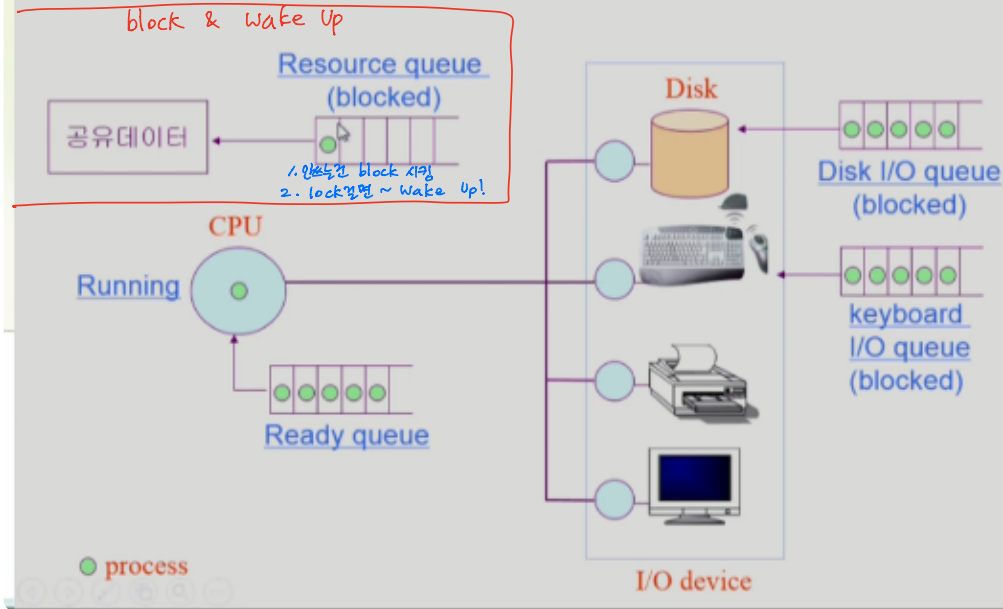 block & wake up
Resource queue
(blocked)
공유데이터
1. 안쓰는건 block 시킴
2. lock걸면 ~ wake up!
CPU
Running
Ready queue
process
Disk
Disk I/O queue
(blocked)
keyboard
I/O queue
(blocked)
I/O device